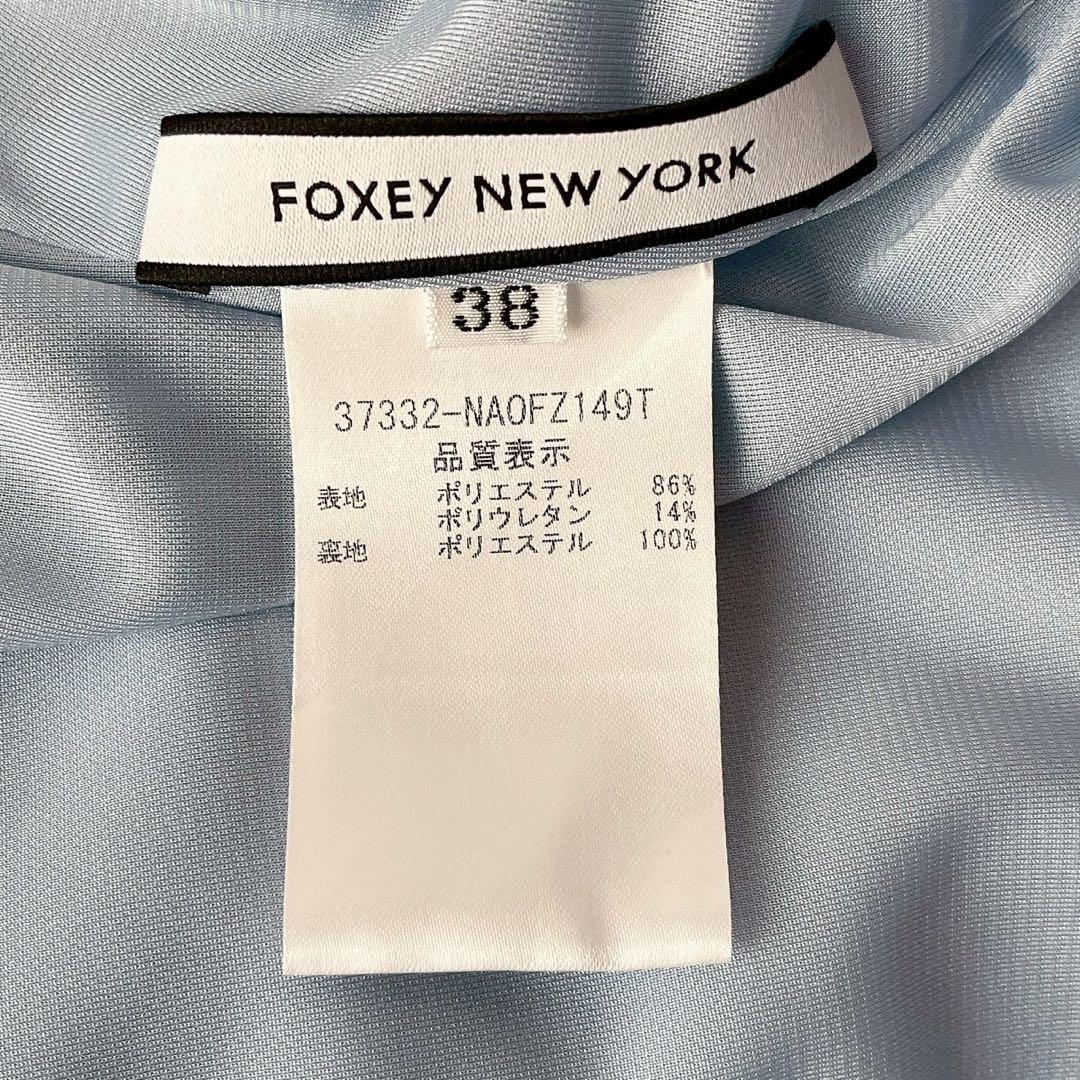 FOXEY NEW YORK
38
37332-NAOFZ149T
品質表示
表地 ポリエステル 86%
ポリウレタン 14%
裏地 ポリエステル 100%